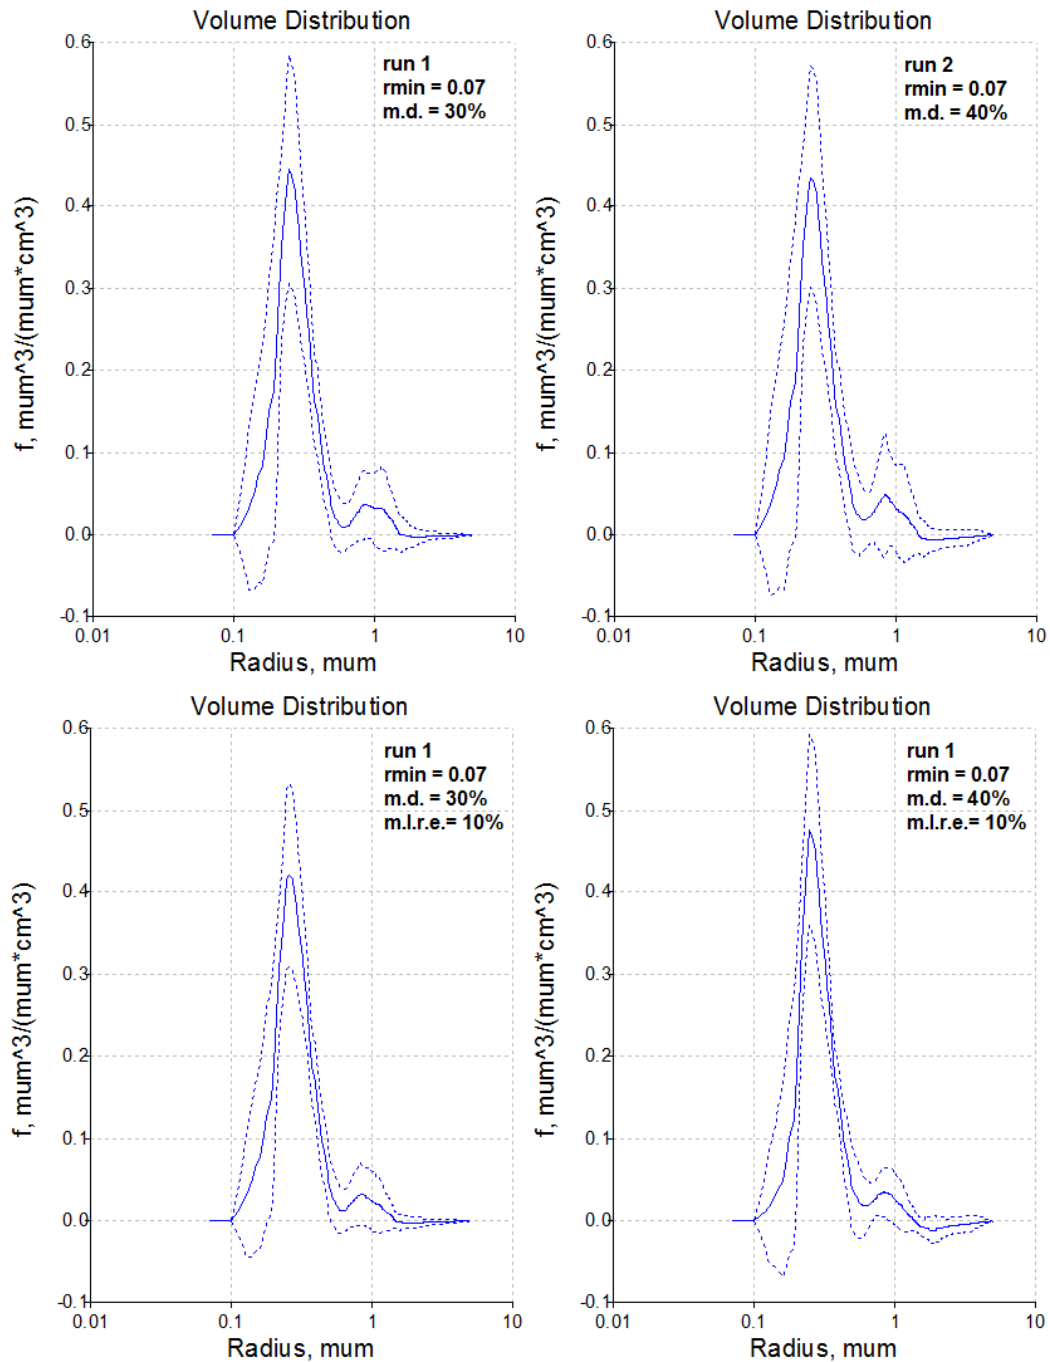 Volume Distribution
run 1
rmin = 0.07
m.d. = 30%
f, mum^3/(mum*cm^3)
0.6
0.5
0.4
0.3
0.2
0.1
0.0
-0.1
0.01 0.1 1 10
Radius, mum
Volume Distribution
run 2
rmin = 0.07
m.d. = 40%
f, mum^3/(mum*cm^3)
0.6
0.5
0.4
0.3
0.2
0.1
0.0
-0.1
0.01 0.1 1 10
Radius, mum
Volume Distribution
run 1
rmin = 0.07
m.d. = 30%
m.l.r.e.= 10%
f, mum^3/(mum*cm^3)
0.6
0.5
0.4
0.3
0.2
0.1
0.0
-0.1
0.01 0.1 1 10
Radius, mum
Volume Distribution
run 1
rmin = 0.07
m.d. = 40%
m.l.r.e.= 10%
f, mum^3/(mum*cm^3)
0.6
0.5
0.4
0.3
0.2
0.1
0.0
-0.1
0.01 0.1 1 10
Radius, mum